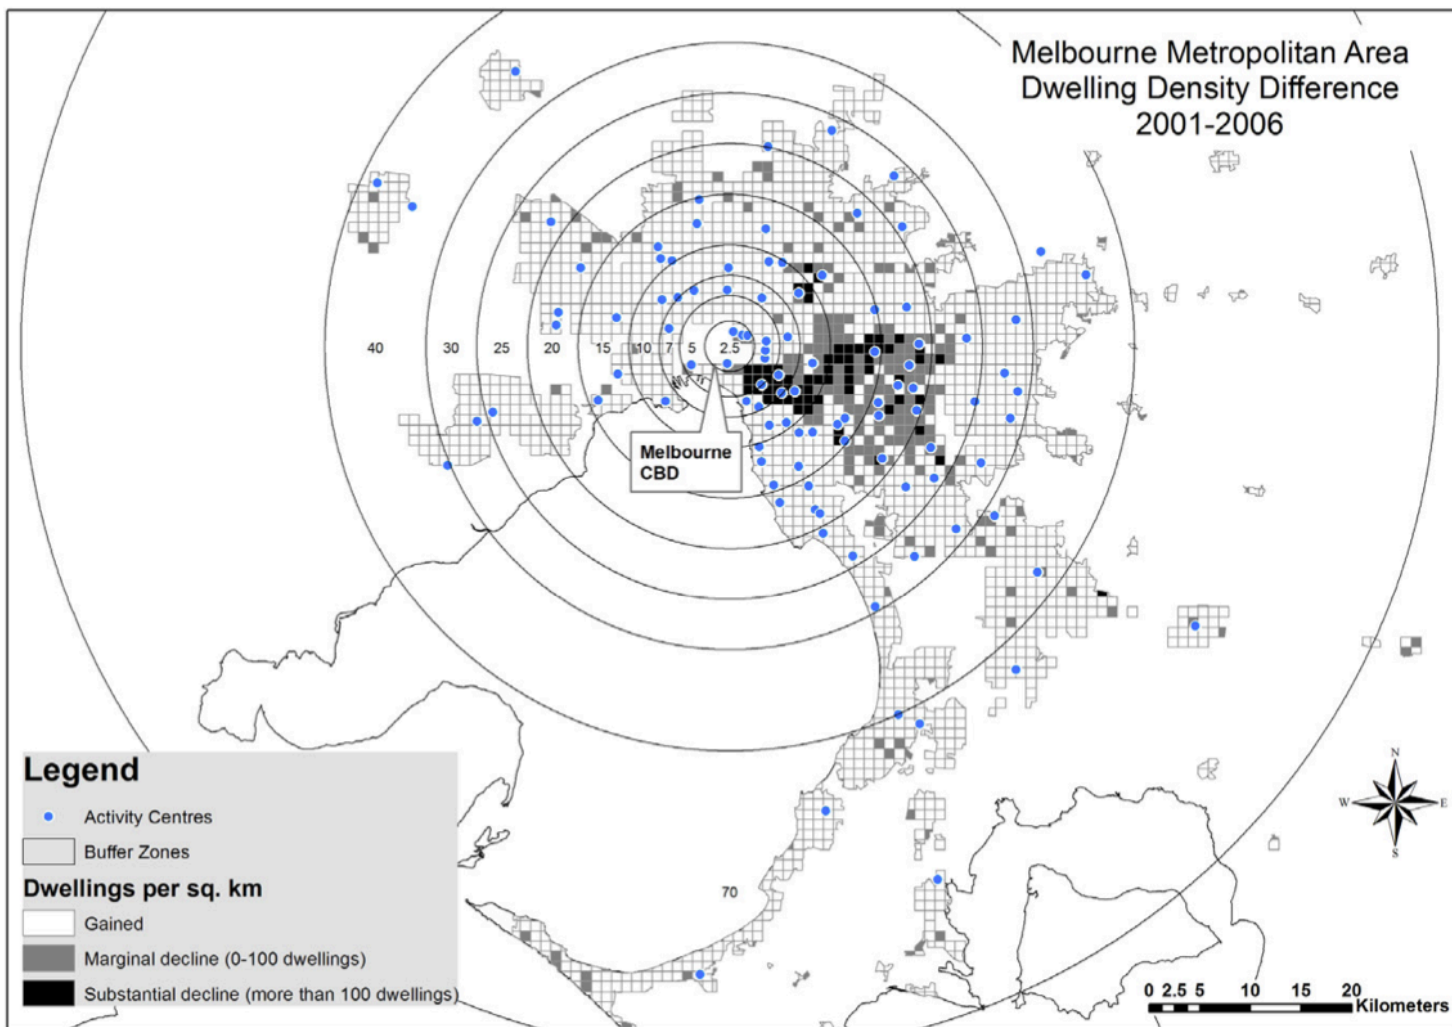 Melbourne Metropolitan Area
Dwelling Density Difference
2001-2006
40
30
25
20
15
10
7
5
2.5
Melbourne
CBD
70
Legend
Activity Centres
Buffer Zones
Dwellings per sq. km
Gained
Marginal decline (0-100 dwellings)
Substantial decline (more than 100 dwellings)
N
W
E
S
0 2.5 5 10 15 20
Kilometers